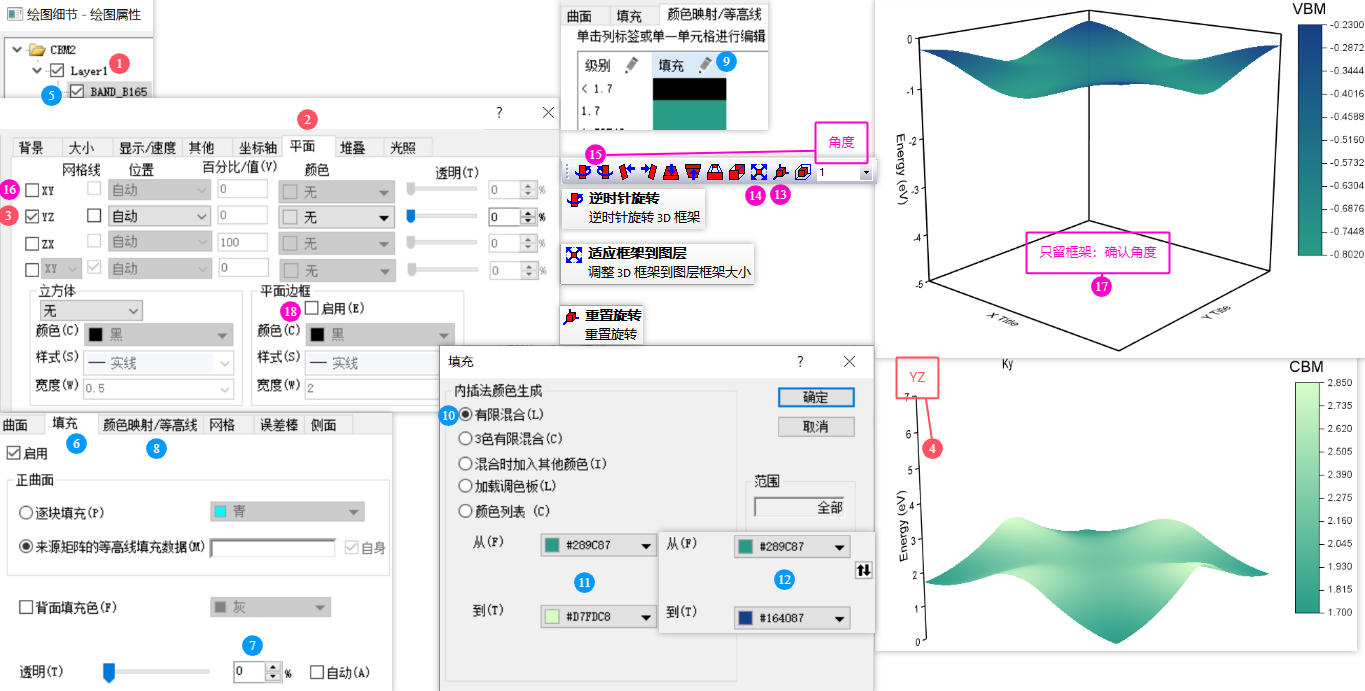 绘图细节 - 绘图属性
CBM2
Layer1
1
5
BAND_B165
2
?
背景
大小
显示/速度
其他
坐标轴
平面
堆叠
光照
网格线
位置
百分比/值(V)
颜色
透明(T)
16
XY
自动
0
无
0
%
3
YZ
自动
0
无
0
%
ZX
自动
100
无
0
%
XY
自动
0
无
0
%
立方体
无
颜色(C)
黑
样式(S)
实线
宽度(W)
0.5
平面边框
18
启用(E)
颜色(C)
黑
样式(S)
实线
宽度(W)
2
曲面
填充
颜色映射/等高线
网格
误差棒
侧面
6
8
启用
正曲面
逐块填充(P)
青
来源矩阵的等高线填充数据(M)
自身
背面填充色(F)
灰
7
透明(T)
0
%
自动(A)
曲面
填充
颜色映射/等高线
单击列标签或单一单元格进行编辑
级别
填充
9
< 1.7
1.7
角度
15
1
14
13
逆时针旋转
逆时针旋转 3D 框架
适应框架到图层
调整 3D 框架到图层框架大小
重置旋转
重置旋转
填充
?
内插法颜色生成
10
有限混合(L)
3色有限混合(C)
混合时加入其他颜色(I)
加载调色板(L)
颜色列表 (C)
确定
取消
范围
全部
从(F)
#289C87
11
到(T)
#D7FDC8
从(F)
#289C87
12
到(T)
#164087
VBM
-0.2300
-0.2872
-0.3444
-0.4016
-0.4588
-0.5160
-0.5732
-0.6304
-0.6876
-0.7448
-0.8020
0
-1
-2
-3
-4
-5
Energy (eV)
X Title
Y Title
只留框架；确认角度
17
YZ
4
Ky
CBM
2.850
2.735
2.620
2.505
2.390
2.275
2.160
2.045
1.930
1.815
1.700
7
6
5
4
3
2
1
0
Energy (eV)